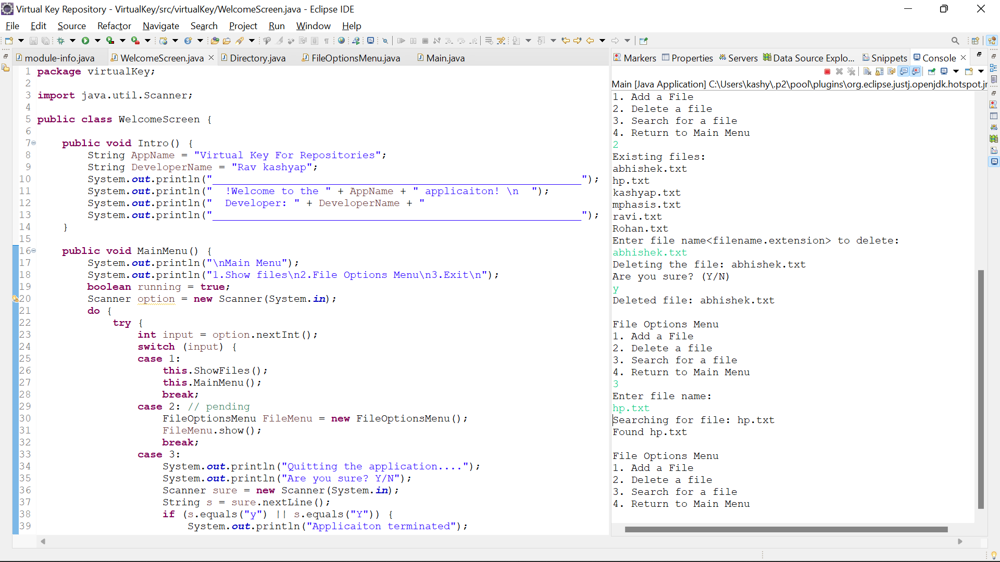 Virtual Key Repository - VirtualKey/src/virtualKey/WelcomeScreen.java - Eclipse IDE
File Edit Source Refactor Navigate Search Project Run Window Help
module-info.java WelcomeScreen.java Directory.java FileOptionsMenu.java Main.java
1 package virtualKey;
2
3 import java.util.Scanner;
4
5 public class WelcomeScreen {
6
7 public void Intro() {
8 String AppName = "Virtual Key For Repositories";
9 String DeveloperName = "Rav kashyap";
10 System.out.println("___________________________________________________________");
11 System.out.println("  !Welcome to the " + AppName + " applicaiton! \n  ");
12 System.out.println("  Developer: " + DeveloperName + "
13 System.out.println("___________________________________________________________");
14 }
15
16 public void MainMenu() {
17 System.out.println("\nMain Menu");
18 System.out.println("1.Show files\n2.File Options Menu\n3.Exit\n");
19 boolean running = true;
20 Scanner option = new Scanner(System.in);
21 do {
22 try {
23 int input = option.nextInt();
24 switch (input) {
25 case 1:
26 this.ShowFiles();
27 this.MainMenu();
28 break;
29 case 2: // pending
30 FileOptionsMenu FileMenu = new FileOptionsMenu();
31 FileMenu.show();
32 break;
33 case 3:
34 System.out.println("Quitting the application....");
35 System.out.println("Are you sure? Y/N");
36 Scanner sure = new Scanner(System.in);
37 String s = sure.nextLine();
38 if (s.equals("y") || s.equals("Y")) {
39 System.out.println("Applicaiton terminated");
Markers Properties Servers Data Source Explo... Snippets Console
Main [Java Application] C:\Users\kashy\.p2\pool\plugins\org.eclipse.justj.openjdk.hotspot.jr
1. Add a File
2. Delete a file
3. Search for a file
4. Return to Main Menu
2
Existing files:
abhishek.txt
hp.txt
kashyap.txt
mphasis.txt
ravi.txt
Rohan.txt
Enter file name<filename.extension> to delete:
abhishek.txt
Deleting the file: abhishek.txt
Are you sure? (Y/N)
y
Deleted file: abhishek.txt
File Options Menu
1. Add a File
2. Delete a file
3. Search for a file
4. Return to Main Menu
3
Enter file name:
hp.txt
Searching for file: hp.txt
Found hp.txt
File Options Menu
1. Add a File
2. Delete a file
3. Search for a file
4. Return to Main Menu